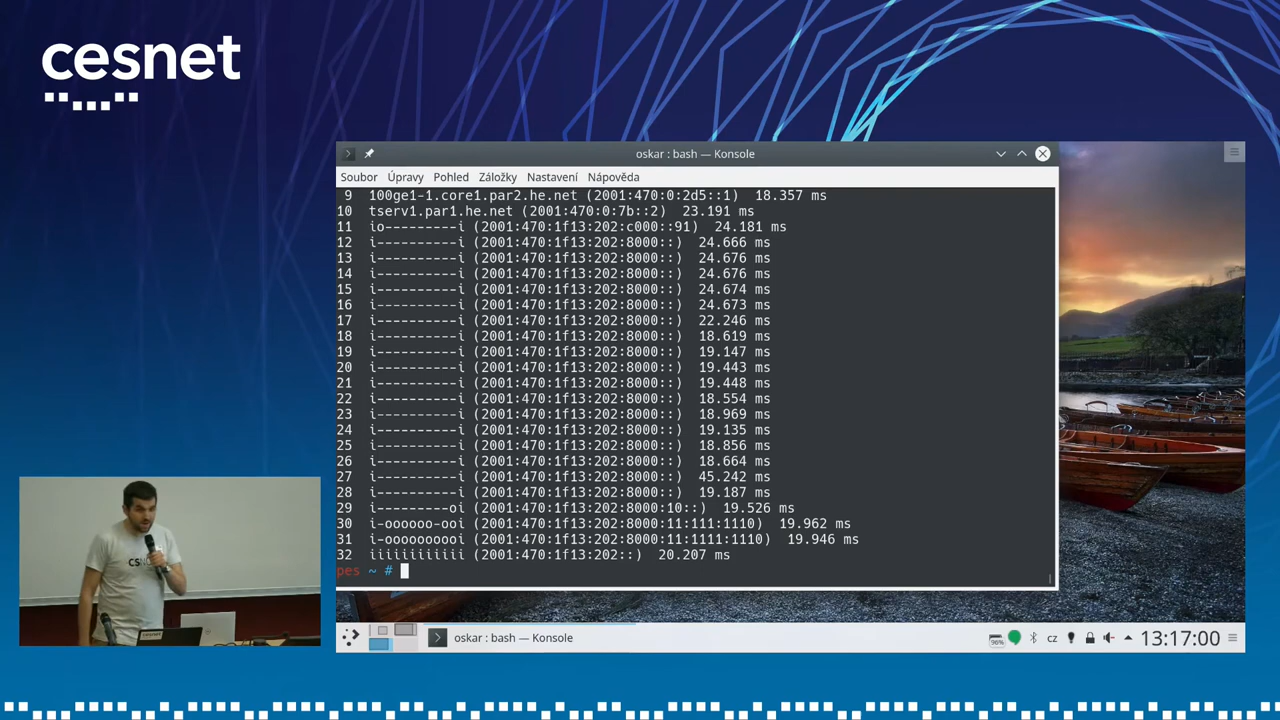 cesnet
oskar : bash — Konsole
Soubor Úpravy Pohled Záložky Nastavení Nápověda
9 100ge1-1.core1.par2.he.net (2001:470:0:2d5::1) 18.357 ms
10 tserv1.par1.he.net (2001:470:0:7b::2) 23.191 ms
11 io---------i (2001:470:1f13:202:c000::91) 24.181 ms
12 i----------i (2001:470:1f13:202:8000::) 24.666 ms
13 i----------i (2001:470:1f13:202:8000::) 24.676 ms
14 i----------i (2001:470:1f13:202:8000::) 24.676 ms
15 i----------i (2001:470:1f13:202:8000::) 24.674 ms
16 i----------i (2001:470:1f13:202:8000::) 24.673 ms
17 i----------i (2001:470:1f13:202:8000::) 22.246 ms
18 i----------i (2001:470:1f13:202:8000::) 18.619 ms
19 i----------i (2001:470:1f13:202:8000::) 19.147 ms
20 i----------i (2001:470:1f13:202:8000::) 19.443 ms
21 i----------i (2001:470:1f13:202:8000::) 19.448 ms
22 i----------i (2001:470:1f13:202:8000::) 18.554 ms
23 i----------i (2001:470:1f13:202:8000::) 18.969 ms
24 i----------i (2001:470:1f13:202:8000::) 19.135 ms
25 i----------i (2001:470:1f13:202:8000::) 18.856 ms
26 i----------i (2001:470:1f13:202:8000::) 18.664 ms
27 i----------i (2001:470:1f13:202:8000::) 45.242 ms
28 i----------i (2001:470:1f13:202:8000::) 19.187 ms
29 i---------oi (2001:470:1f13:202:8000:10::) 19.526 ms
30 i-oooooo-ooi (2001:470:1f13:202:8000:11:111:1110) 19.962 ms
31 i-oooooooooi (2001:470:1f13:202:8000:11:1111:1110) 19.946 ms
32 iiiiiiiiiiii (2001:470:1f13:202::) 20.207 ms
pes ~ #
oskar : bash — Konsole
96%
cz
13:17:00